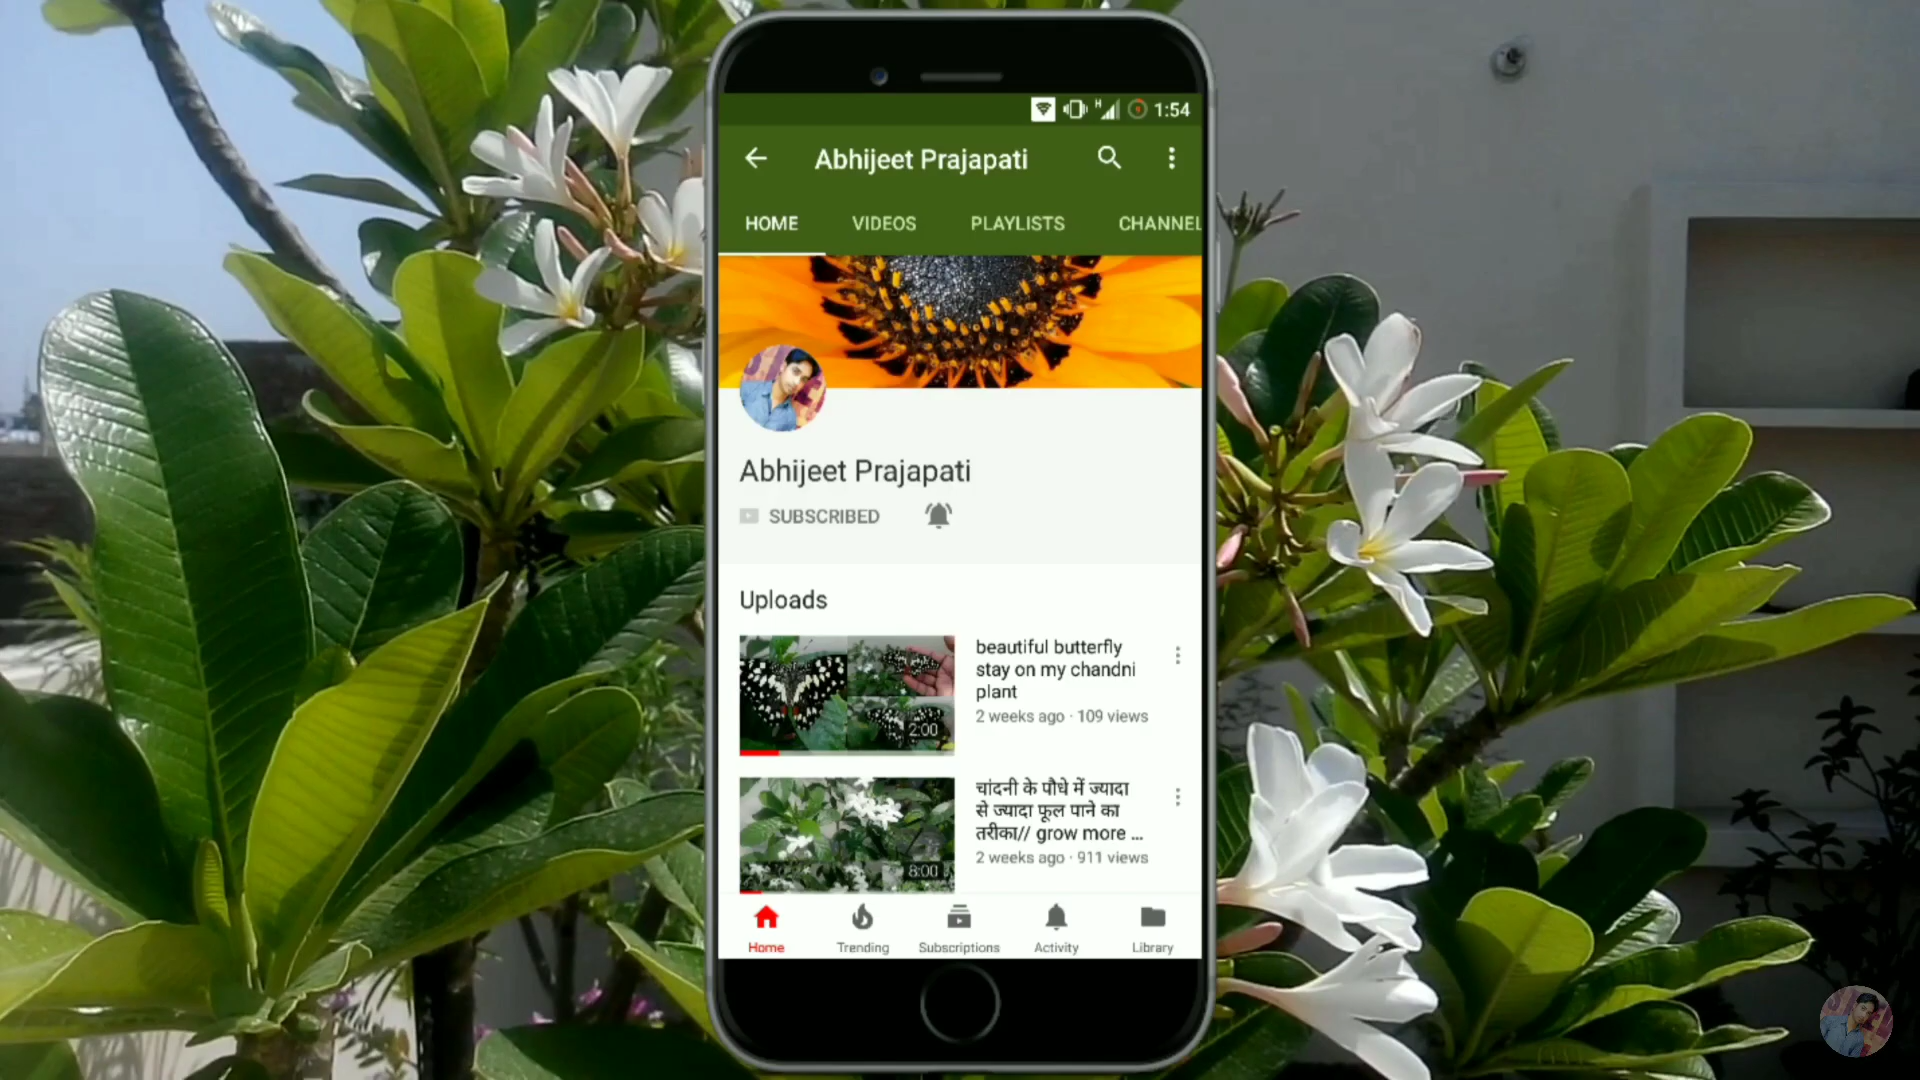 H 1:54
Abhijeet Prajapati
HOME VIDEOS PLAYLISTS CHANNEL
Abhijeet Prajapati
SUBSCRIBED
Uploads
beautiful butterfly
stay on my chandni
plant
2 weeks ago · 109 views
2:00
चांदनी के पौधे में ज्यादा
से ज्यादा फूल पाने का
तरीका// grow more ...
2 weeks ago · 911 views
8:00
Home Trending Subscriptions Activity Library